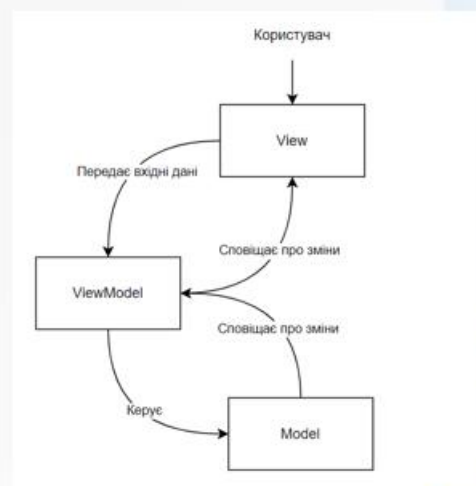 Користувач
View
Передає вхідні дані
Сповіщає про зміни
ViewModel
Сповіщає про зміни
Керує
Model